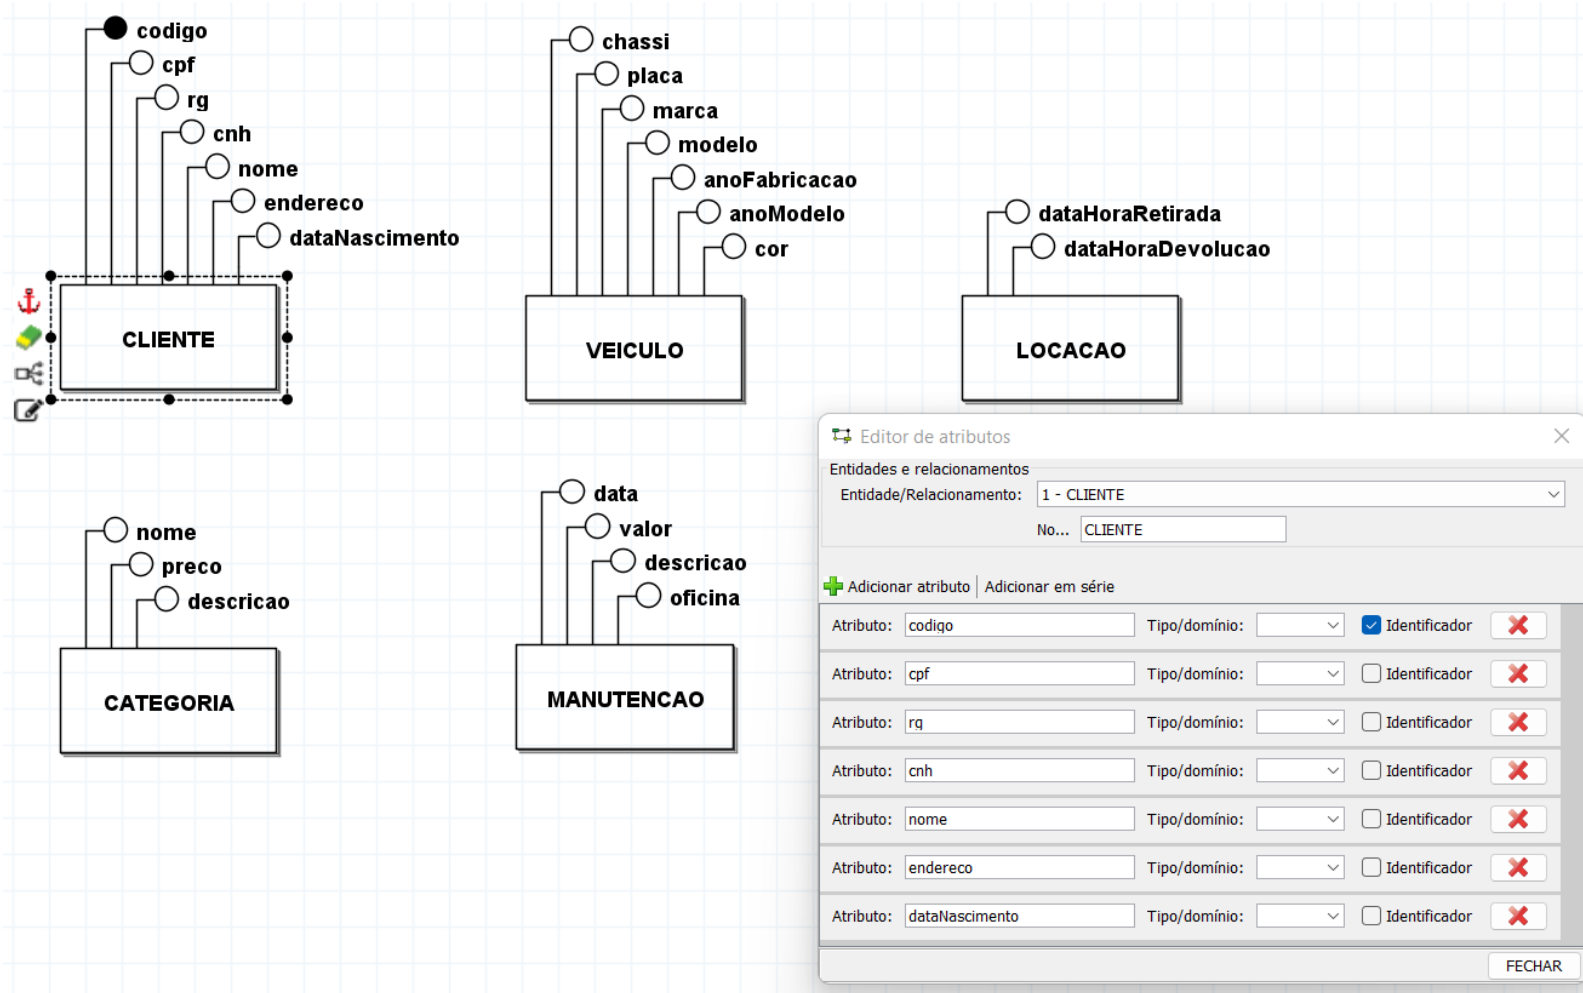 codigo
cpf
rg
cnh
nome
endereco
dataNascimento
CLIENTE
chassi
placa
marca
modelo
anoFabricacao
anoModelo
cor
VEICULO
dataHoraRetirada
dataHoraDevolucao
LOCACAO
nome
preco
descricao
CATEGORIA
data
valor
descricao
oficina
MANUTENCAO
Editor de atributos
Entidades e relacionamentos
Entidade/Relacionamento: 1 - CLIENTE
No... CLIENTE
Adicionar atributo Adicionar em série
Atributo: codigo Tipo/domínio: Identificador
Atributo: cpf Tipo/domínio: Identificador
Atributo: rg Tipo/domínio: Identificador
Atributo: cnh Tipo/domínio: Identificador
Atributo: nome Tipo/domínio: Identificador
Atributo: endereco Tipo/domínio: Identificador
Atributo: dataNascimento Tipo/domínio: Identificador
FECHAR